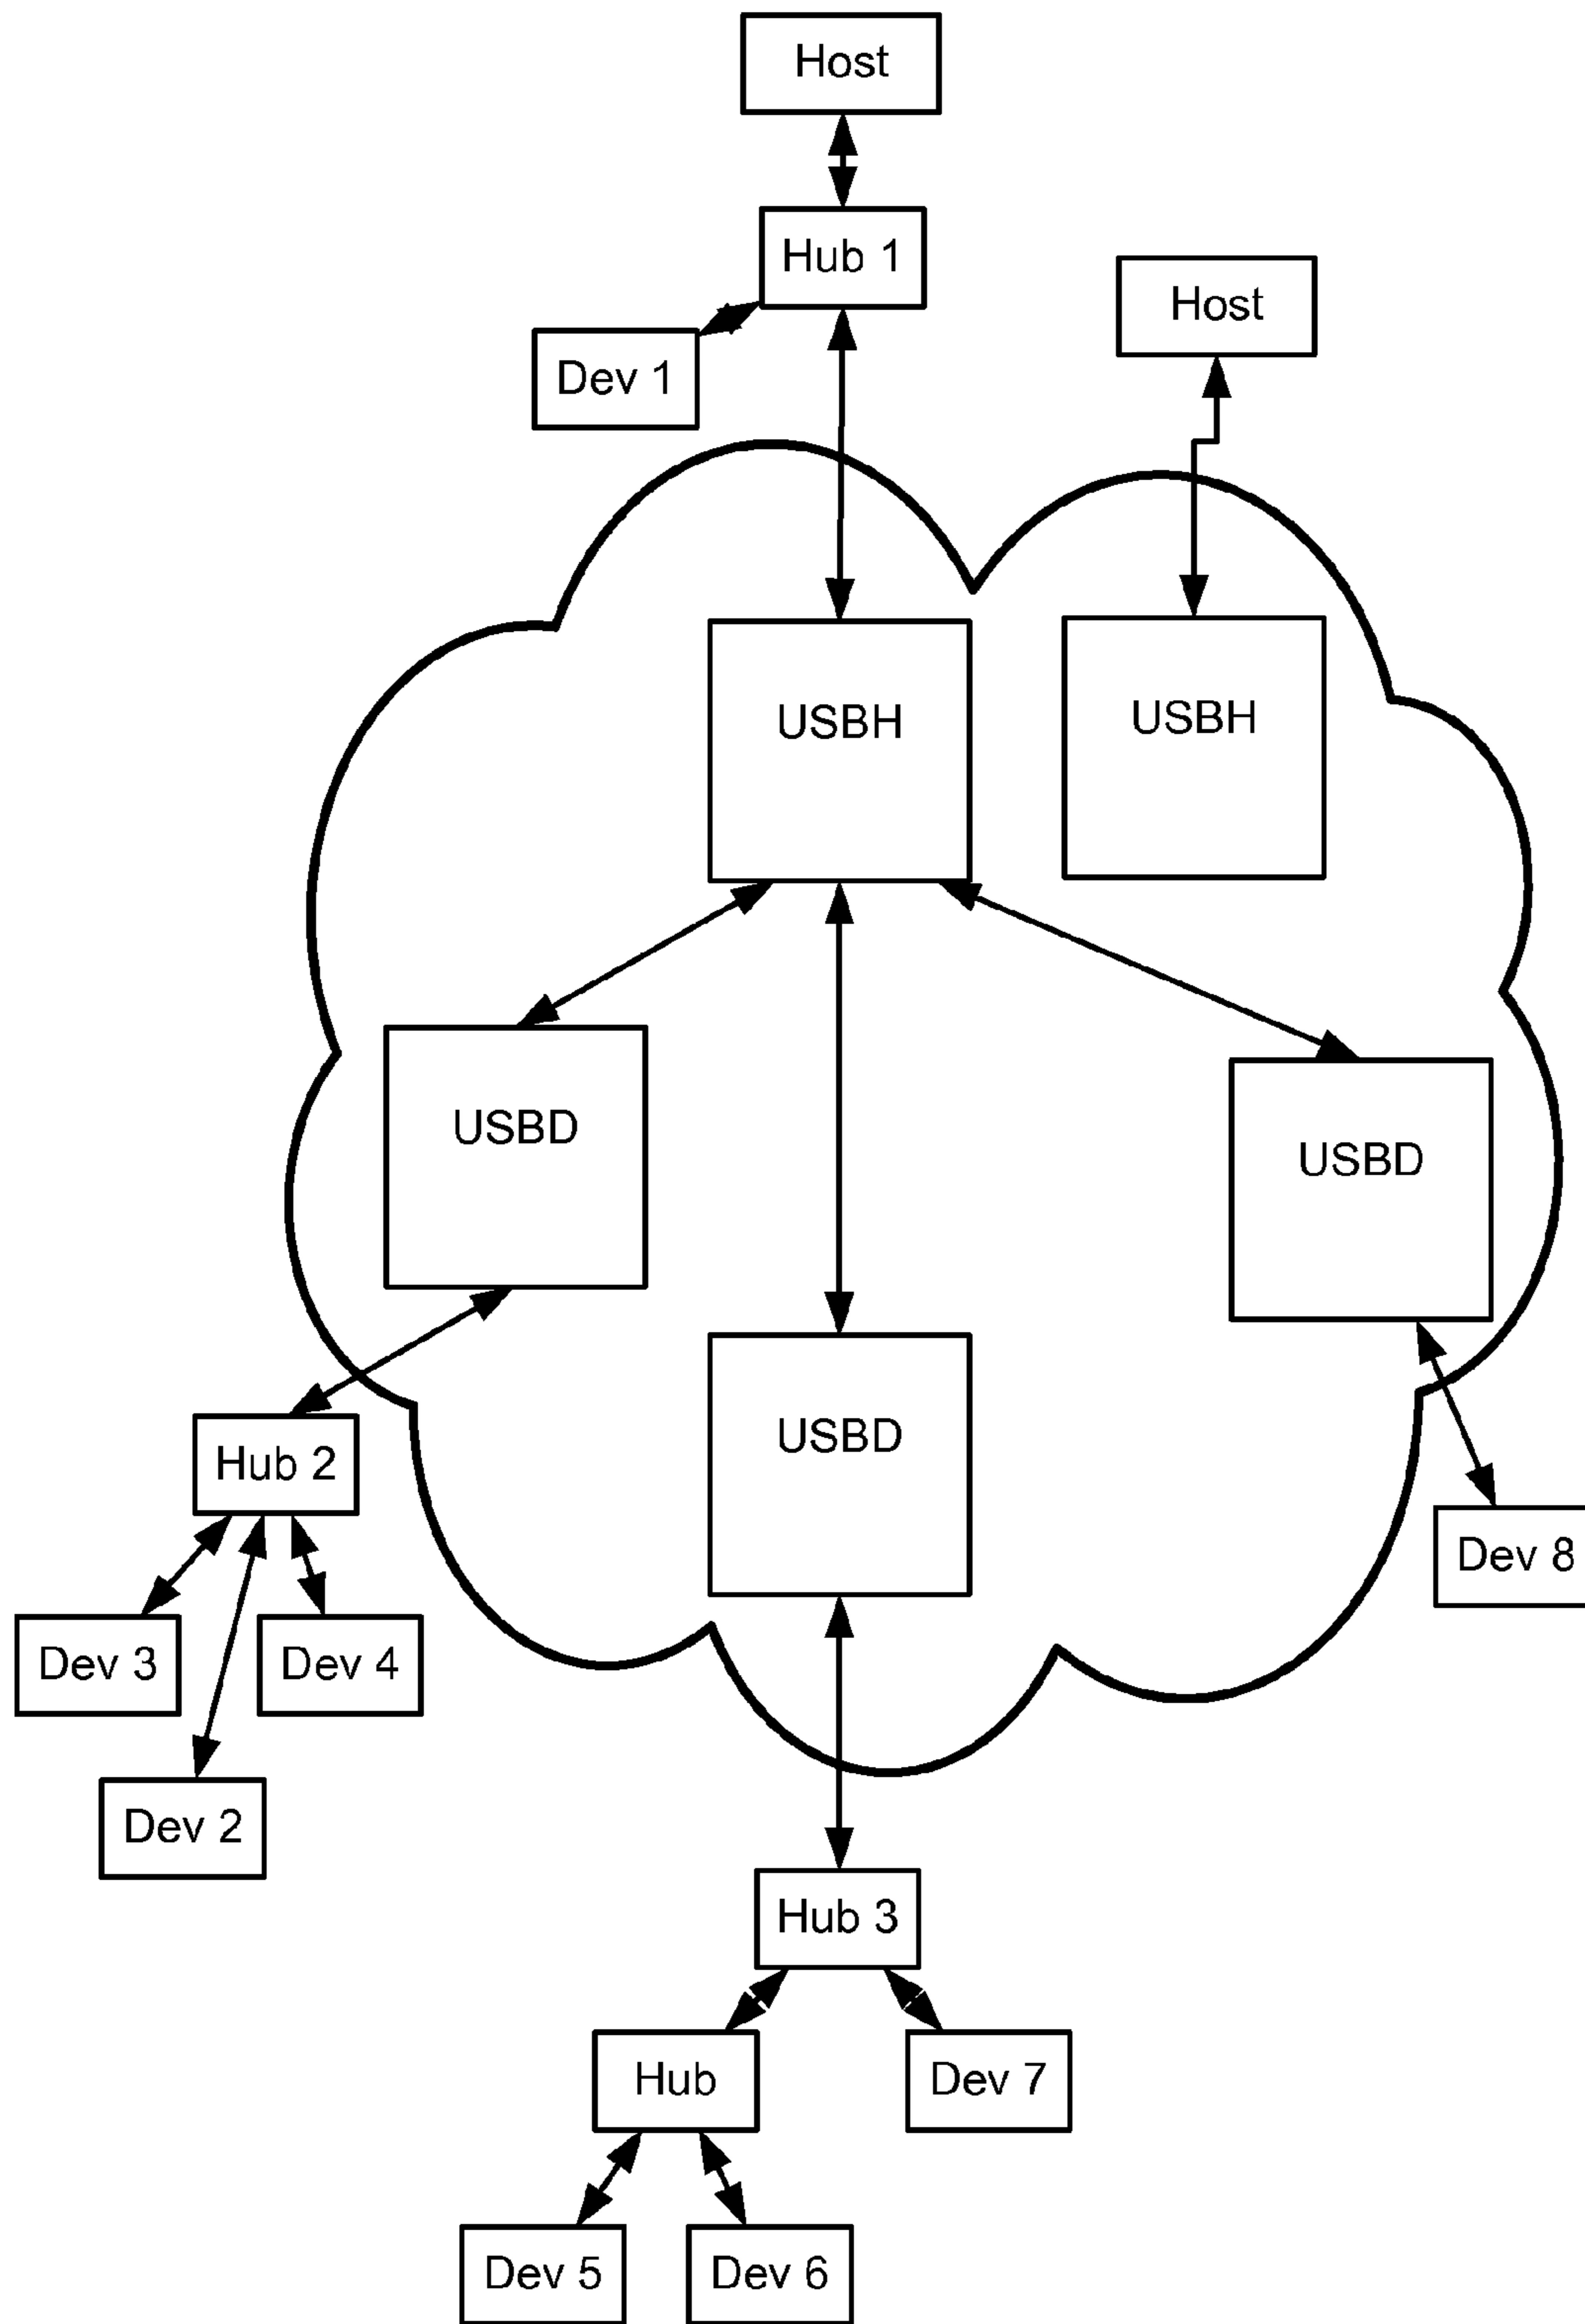 Host
Hub 1
Host
Dev 1
USBH
USBH
USBD
USBD
USBD
Hub 2
Dev 8
Dev 3
Dev 4
Dev 2
Hub 3
Hub
Dev 7
Dev 5
Dev 6